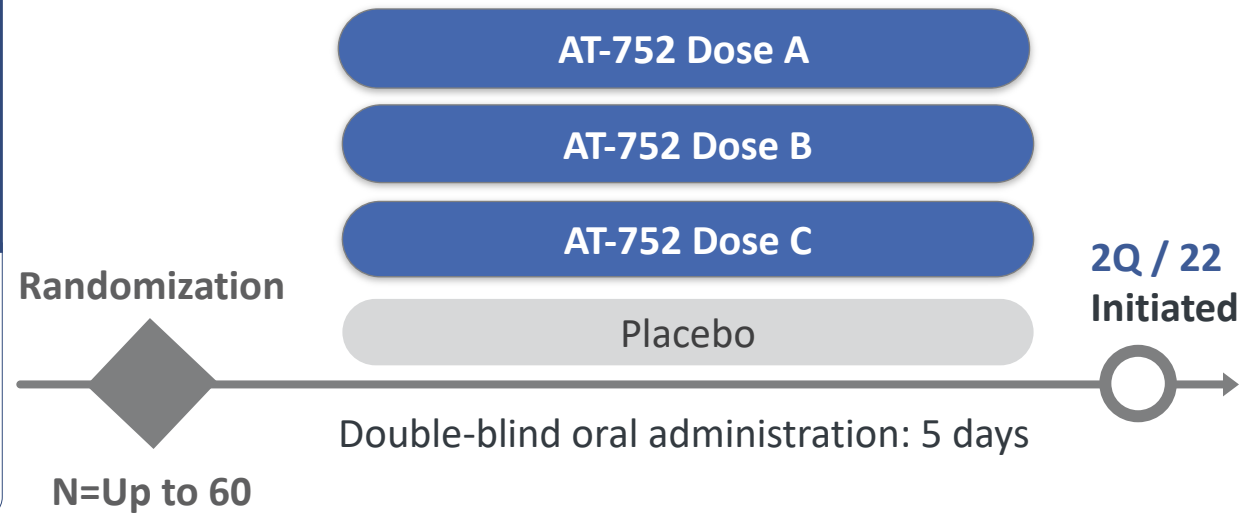 AT-752 Dose A
AT-752 Dose B
AT-752 Dose C
Placebo
Randomization
N=Up to 60
Double-blind oral administration: 5 days
2Q / 22
Initiated